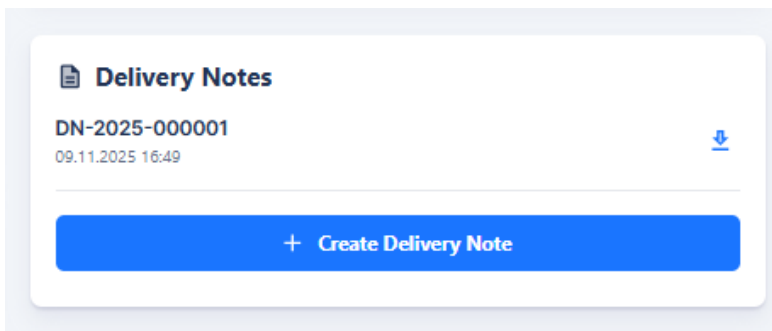 Delivery Notes
DN-2025-000001
09.11.2025 16:49
+ Create Delivery Note